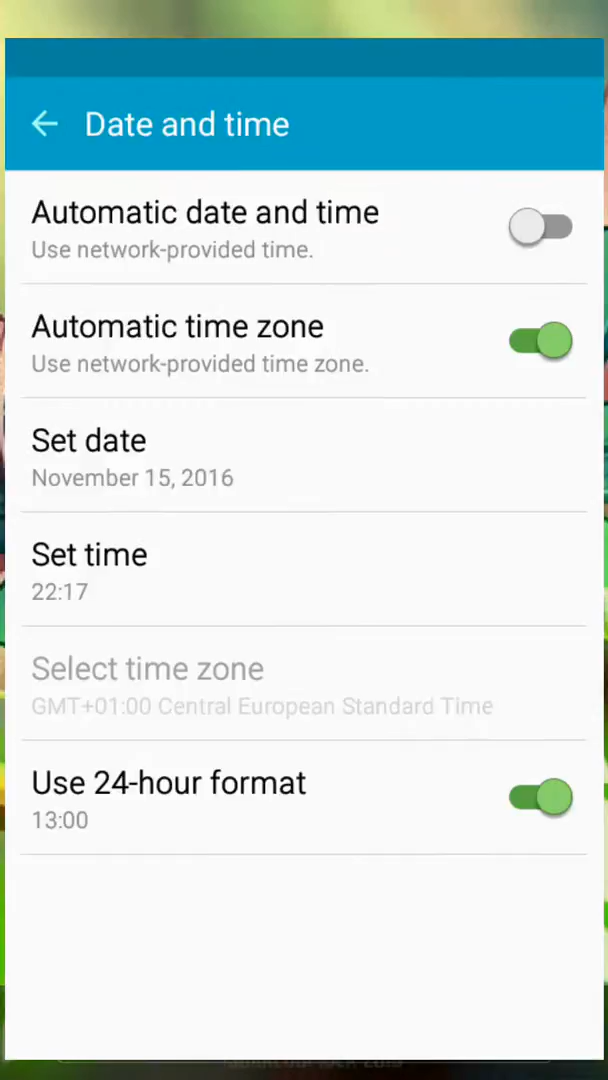 Date and time
Automatic date and time
Use network-provided time.
Automatic time zone
Use network-provided time zone.
Set date
November 15, 2016
Set time
22:17
Select time zone
GMT+01:00 Central European Standard Time
Use 24-hour format
13:00